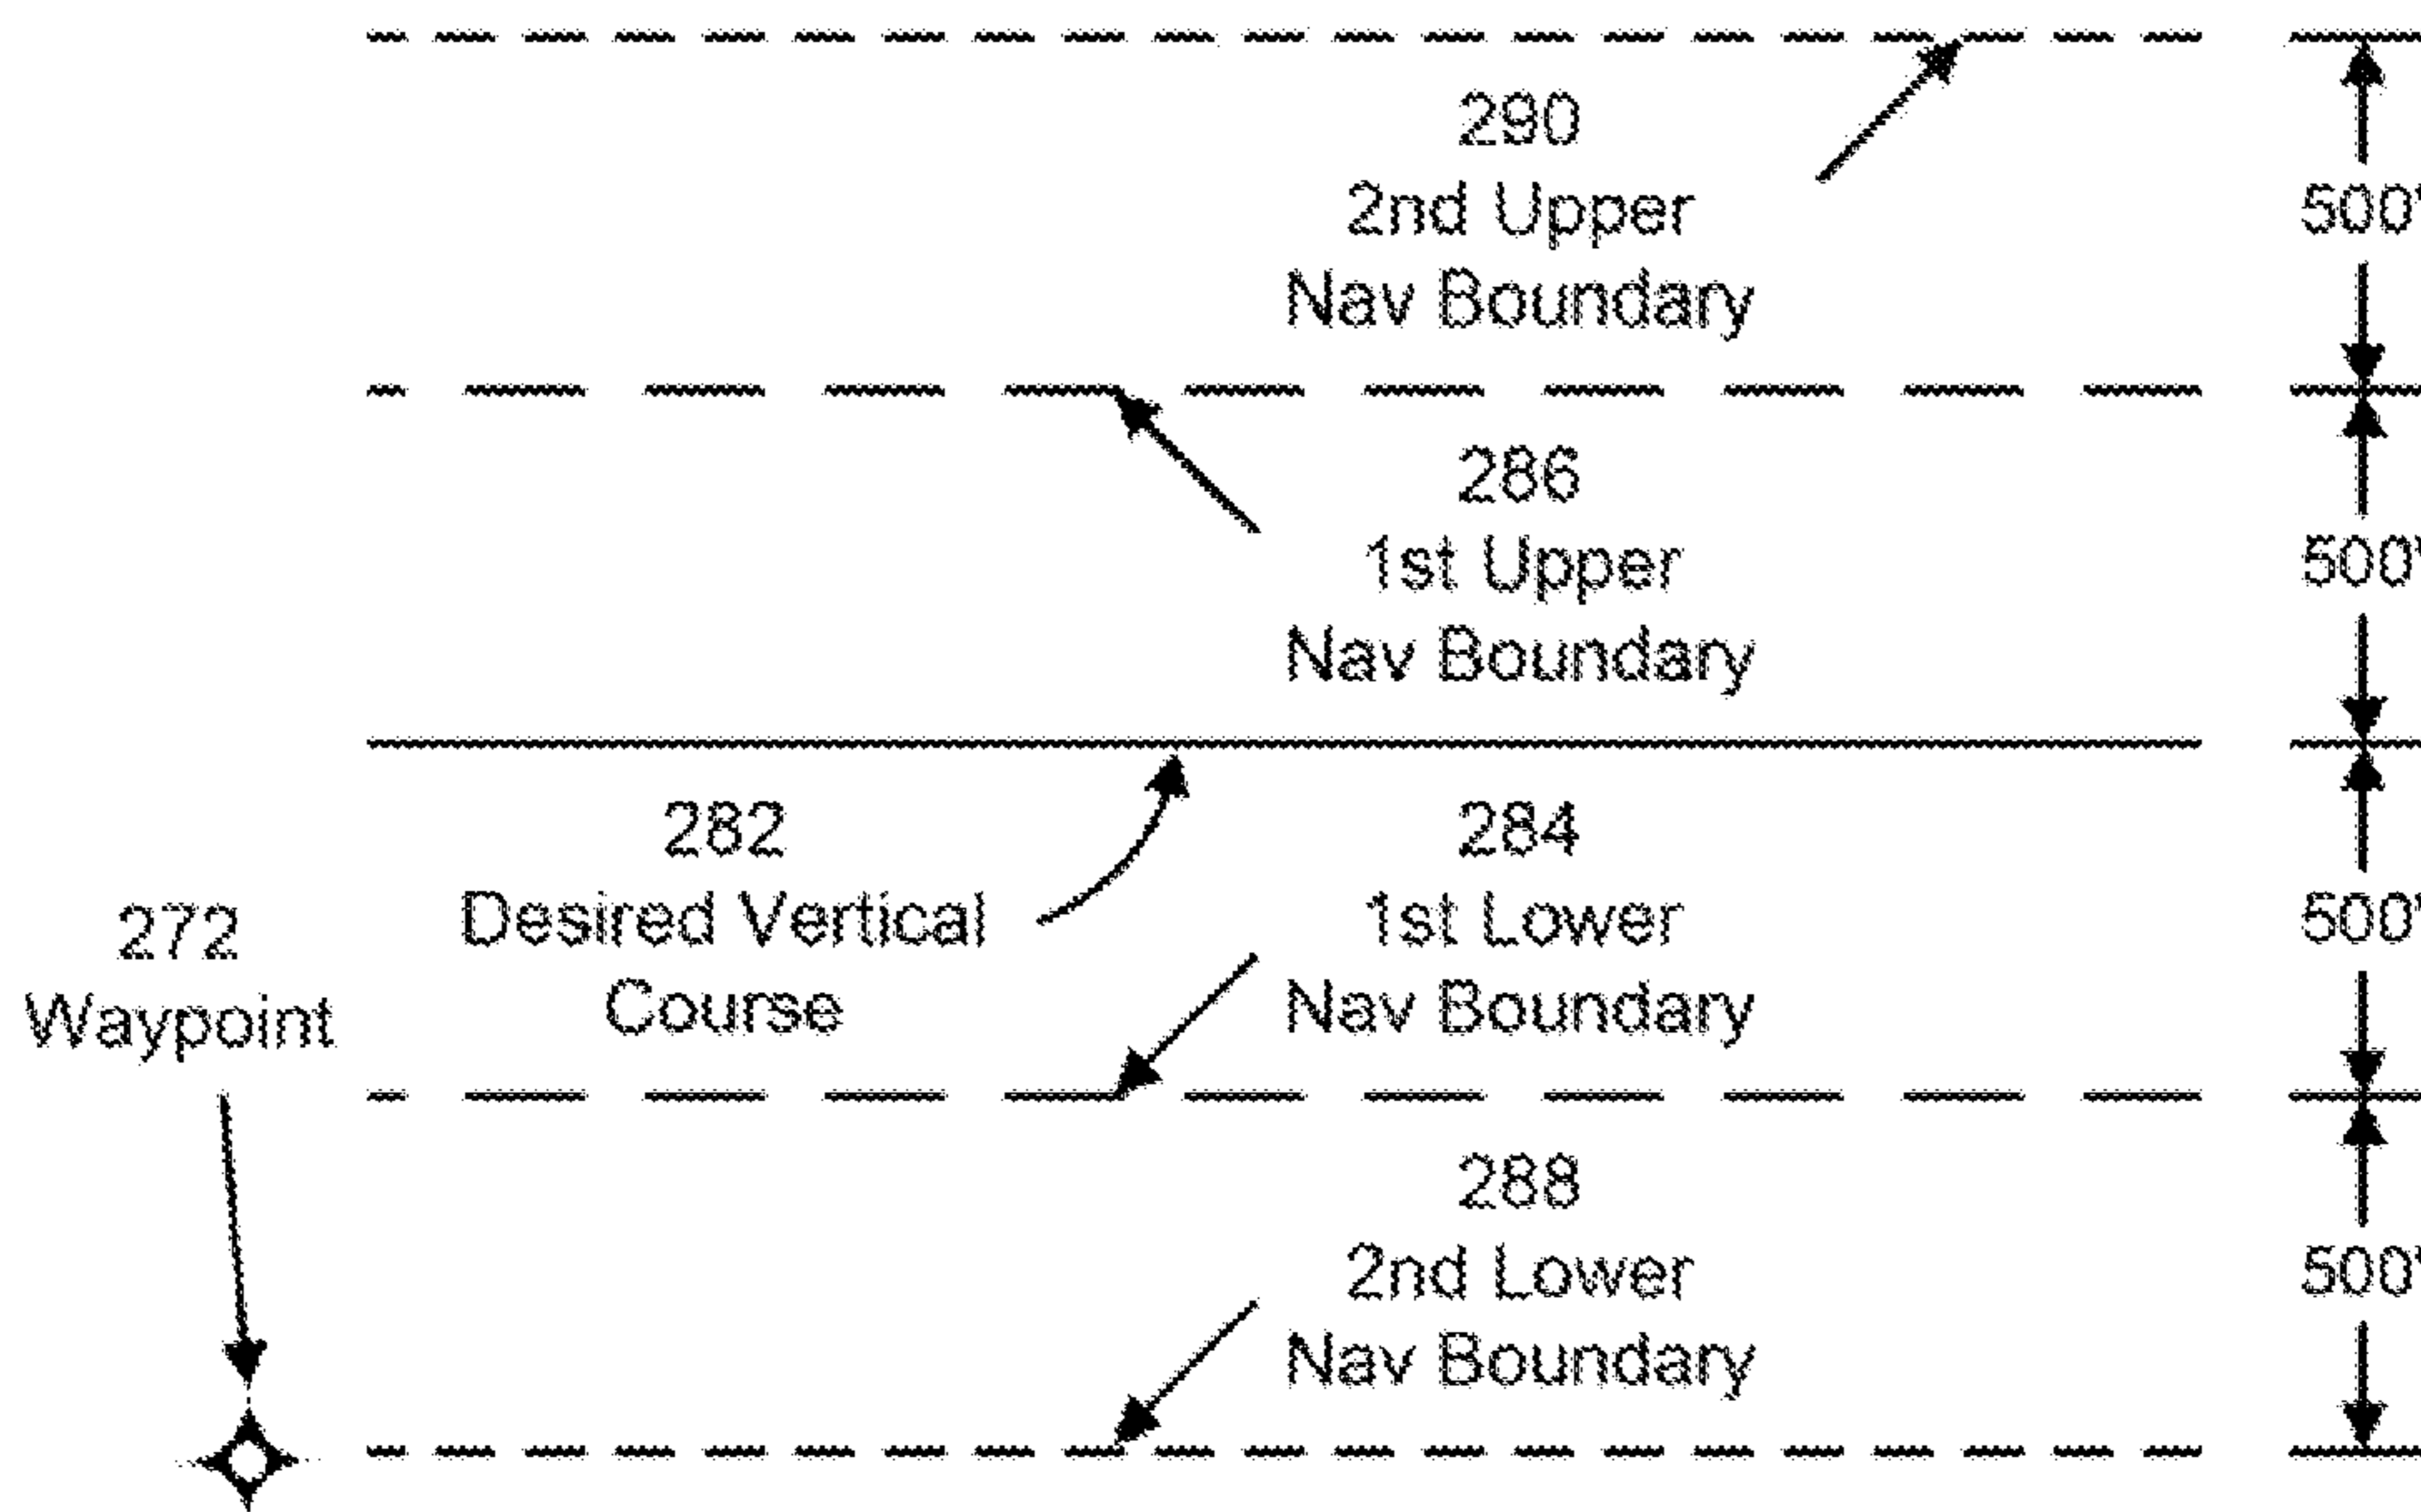 290
2nd Upper
Nav Boundary
500'
286
1st Upper
Nav Boundary
500'
282
Desired Vertical
Course
284
1st Lower
Nav Boundary
500'
272
Waypoint
288
2nd Lower
Nav Boundary
500'